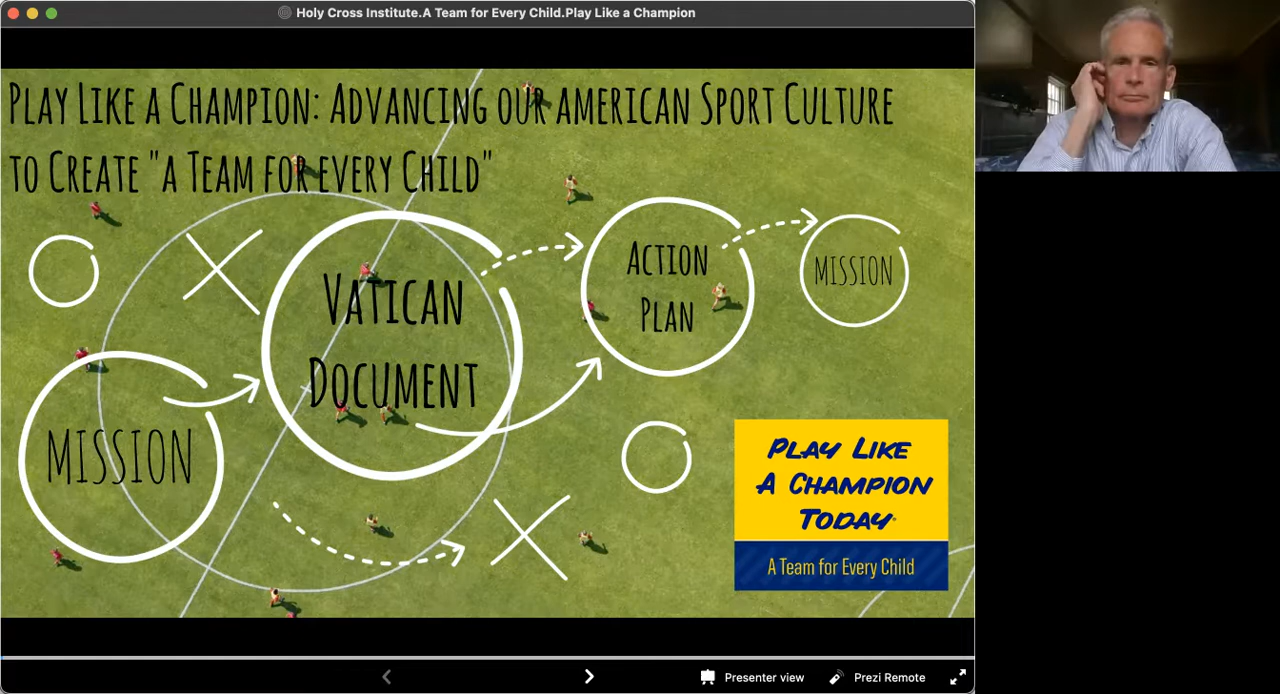 Holy Cross Institute.A Team for Every Child.Play Like a Champion
Play Like a Champion: Advancing our american Sport Culture
to Create "a Team for every Child"
Vatican
Document
Action
Plan
MISSION
MISSION
Play Like
A Champion
Today®
A Team for Every Child
Presenter view
Prezi Remote